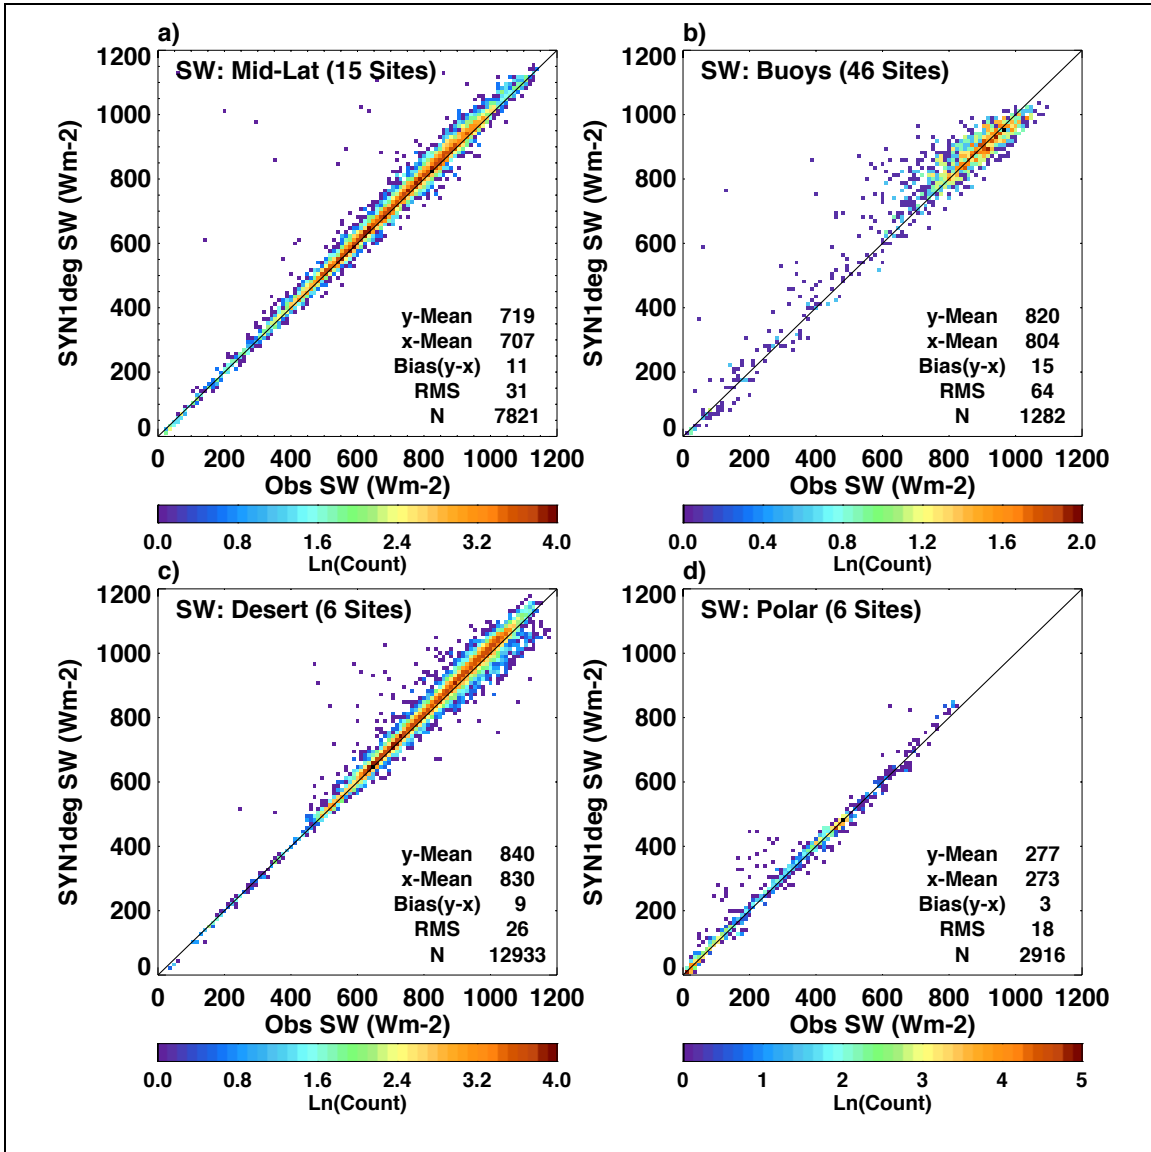 a)
SW: Mid-Lat (15 Sites)
SYN1deg SW (Wm-2)
1200
1000
800
600
400
200
0
y-Mean 719
x-Mean 707
Bias(y-x) 11
RMS 31
N 7821
0 200 400 600 800 1000 1200
Obs SW (Wm-2)
0.0 0.8 1.6 2.4 3.2 4.0
Ln(Count)
b)
SW: Buoys (46 Sites)
SYN1deg SW (Wm-2)
1200
1000
800
600
400
200
0
y-Mean 820
x-Mean 804
Bias(y-x) 15
RMS 64
N 1282
0 200 400 600 800 1000 1200
Obs SW (Wm-2)
0.0 0.4 0.8 1.2 1.6 2.0
Ln(Count)
c)
SW: Desert (6 Sites)
SYN1deg SW (Wm-2)
1200
1000
800
600
400
200
0
y-Mean 840
x-Mean 830
Bias(y-x) 9
RMS 26
N 12933
0 200 400 600 800 1000 1200
Obs SW (Wm-2)
0.0 0.8 1.6 2.4 3.2 4.0
Ln(Count)
d)
SW: Polar (6 Sites)
SYN1deg SW (Wm-2)
1200
1000
800
600
400
200
0
y-Mean 277
x-Mean 273
Bias(y-x) 3
RMS 18
N 2916
0 200 400 600 800 1000 1200
Obs SW (Wm-2)
0 1 2 3 4 5
Ln(Count)